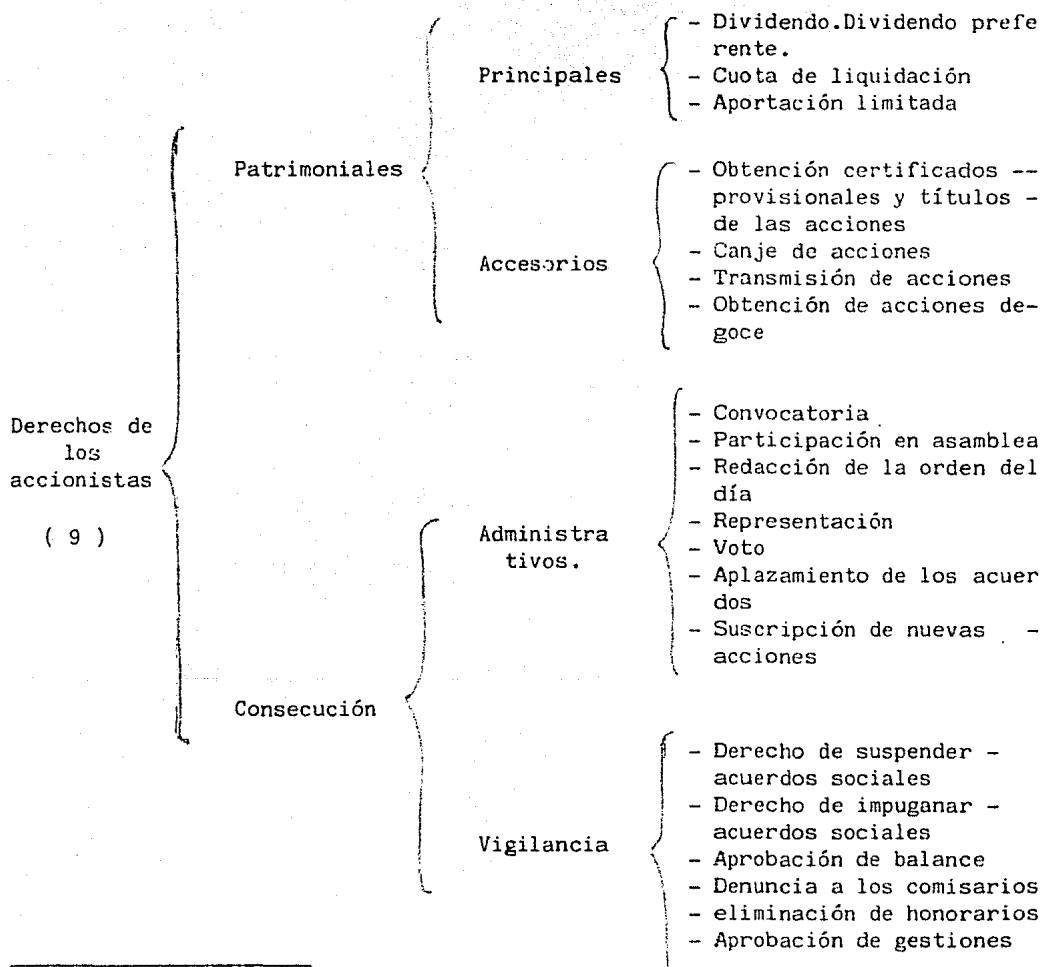 Derechos de
los
accionistas
( 9 )
Patrimoniales
Principales
- Dividendo.Dividendo prefe
rente.
- Cuota de liquidación
- Aportación limitada
Accesorios
- Obtención certificados --
provisionales y títulos -
de las acciones
- Canje de acciones
- Transmisión de acciones
- Obtención de acciones de-
goce
Consecución
Administra
tivos.
- Convocatoria
- Participación en asamblea
- Redacción de la orden del
día
- Representación
- Voto
- Aplazamiento de los acuer
dos
- Suscripción de nuevas -
acciones
Vigilancia
- Derecho de suspender -
acuerdos sociales
- Derecho de impuganar -
acuerdos sociales
- Aprobación de balance
- Denuncia a los comisarios
- eliminación de honorarios
- Aprobación de gestiones